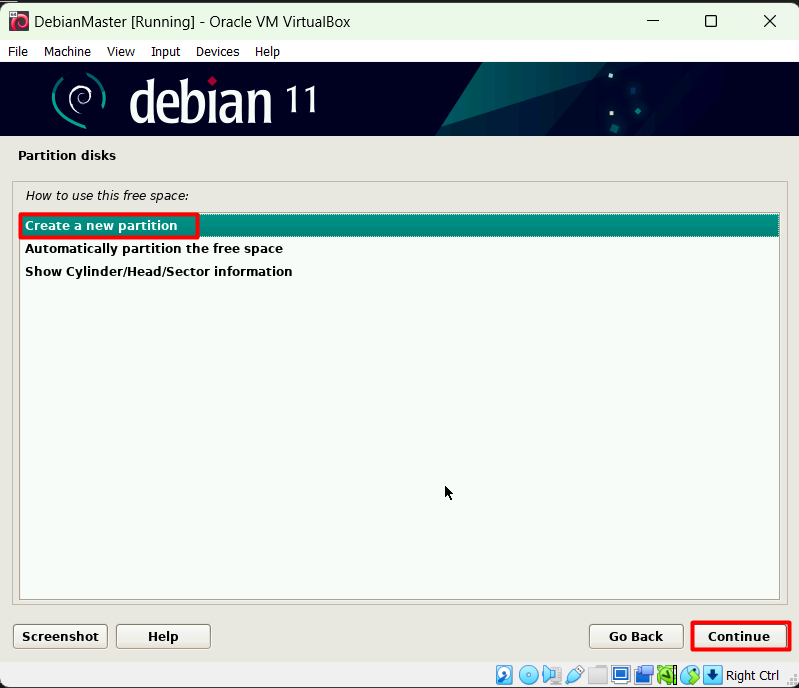 DebianMaster [Running] - Oracle VM VirtualBox
File Machine View Input Devices Help
debian 11
Partition disks
How to use this free space:
Create a new partition
Automatically partition the free space
Show Cylinder/Head/Sector information
Screenshot Help Go Back Continue
Right Ctrl